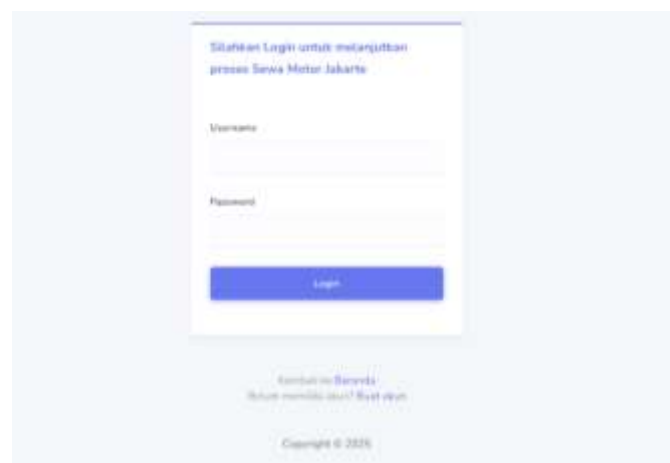 Silahkan Login untuk melanjutkan
proses Sewa Motor Jakarta
Username
Password
Login
Kembali ke Beranda
Belum memiliki akun? Buat akun
Copyright © 2025